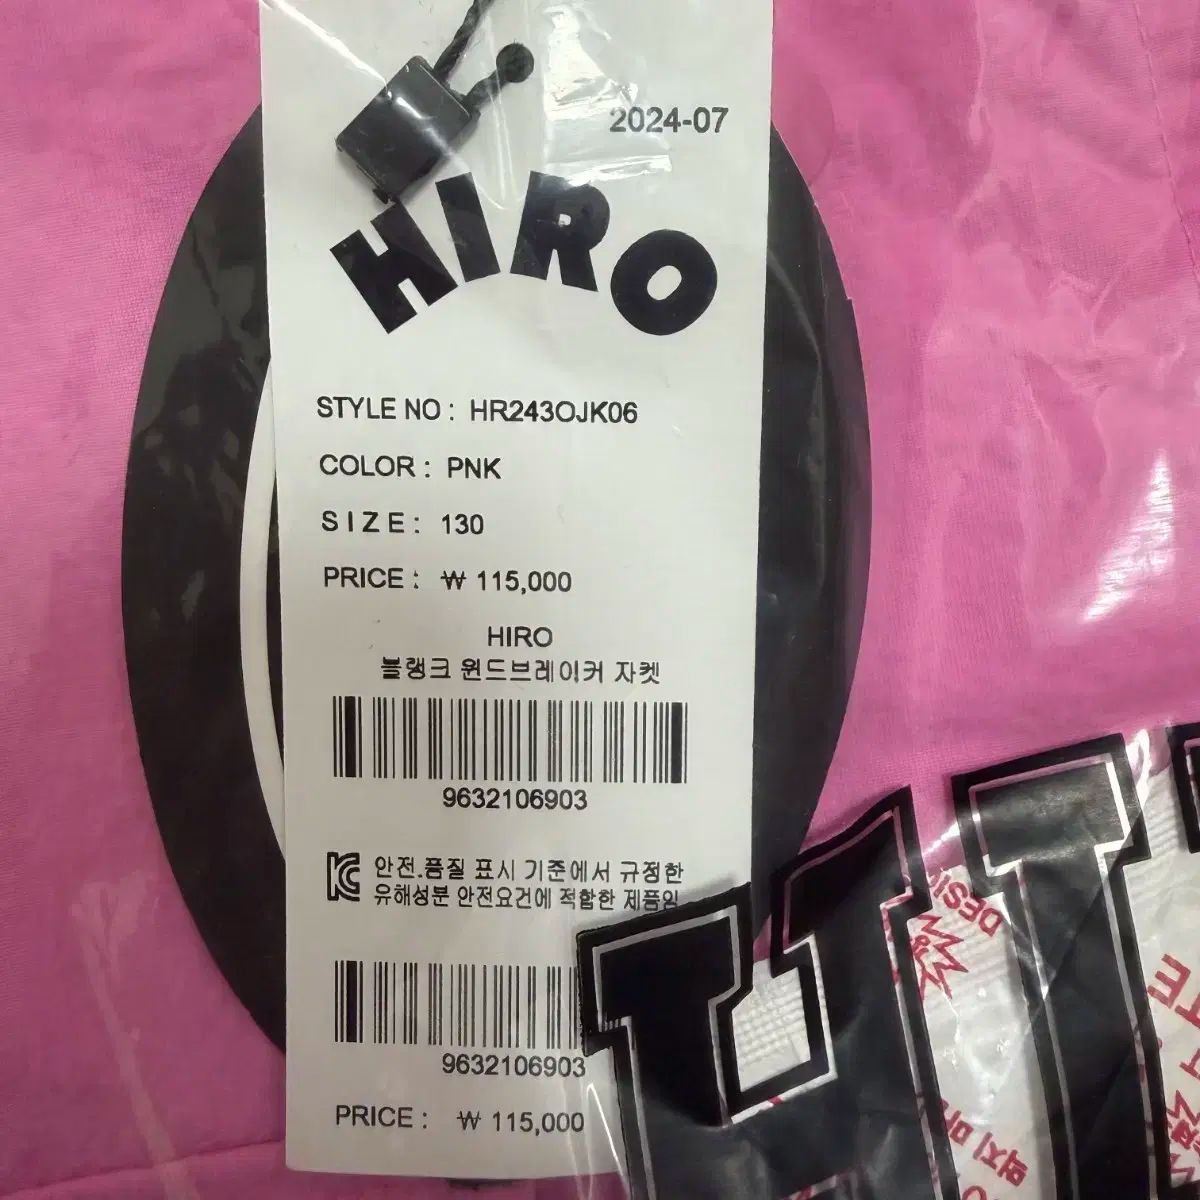 2024-07
HIRO
STYLE NO : HR243OJK06
COLOR : PNK
SIZE : 130
PRICE : ₩ 115,000
HIRO
블랭크 윈드브레이커 자켓
9632106903
KC 안전.품질 표시 기준에서 규정한
유해성분 안전요건에 적합한 제품임
9632106903
PRICE : ₩ 115,000
HI
DESI